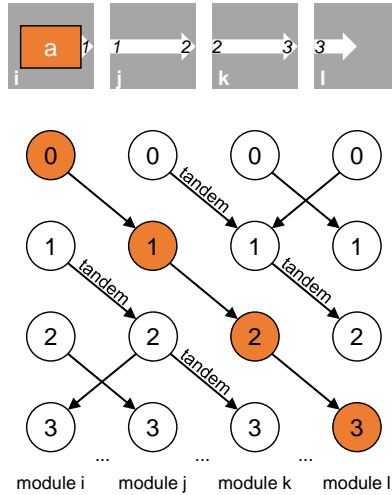 a 1 1 2 2 3 3
i j k l
0 0 0 0
tandem
1 1 1 1
tandem tandem
2 2 2 2
tandem
3 3 3 3
... ... ...
module i module j module k module l